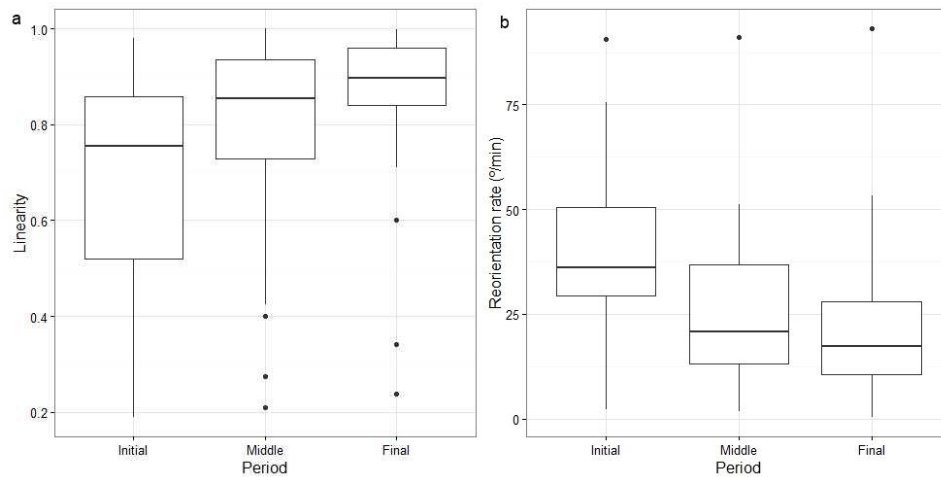 a
1.0
0.8
0.6
0.4
0.2
Linearity
Initial
Middle
Final
Period
b
75
50
25
0
Reorientation rate (º/min)
Initial
Middle
Final
Period